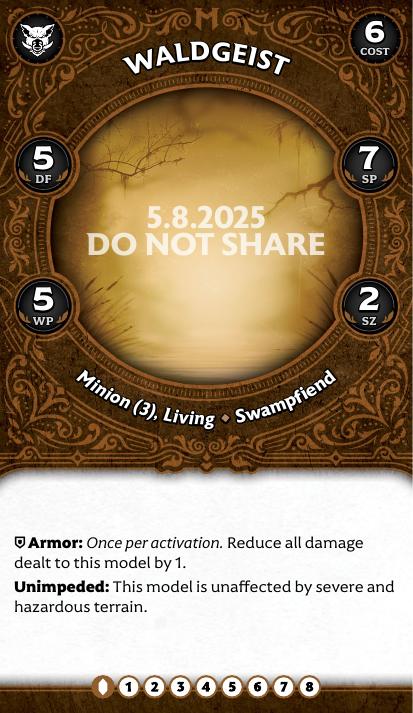 6
COST
WALDGEIST
5
DF
7
SP
5.8.2025
DO NOT SHARE
5
WP
2
SZ
Minion (3), Living ◆ Swampfiend
Armor: Once per activation. Reduce all damage
dealt to this model by 1.
Unimpeded: This model is unaffected by severe and
hazardous terrain.
1 2 3 4 5 6 7 8